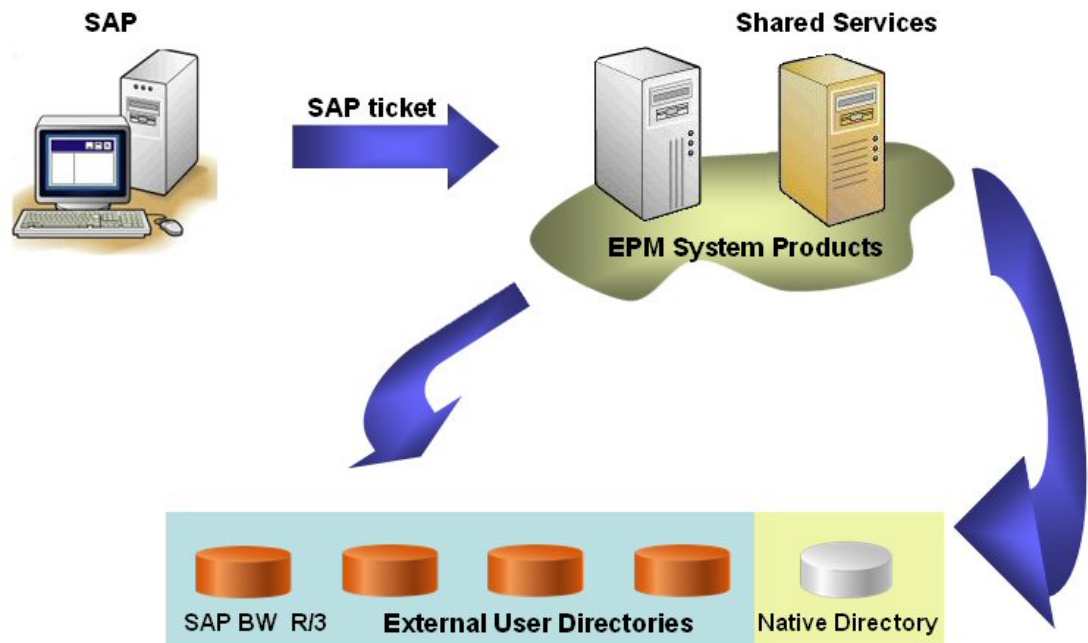 SAP
Shared Services
SAP ticket
EPM System Products
SAP BW R/3
External User Directories
Native Directory